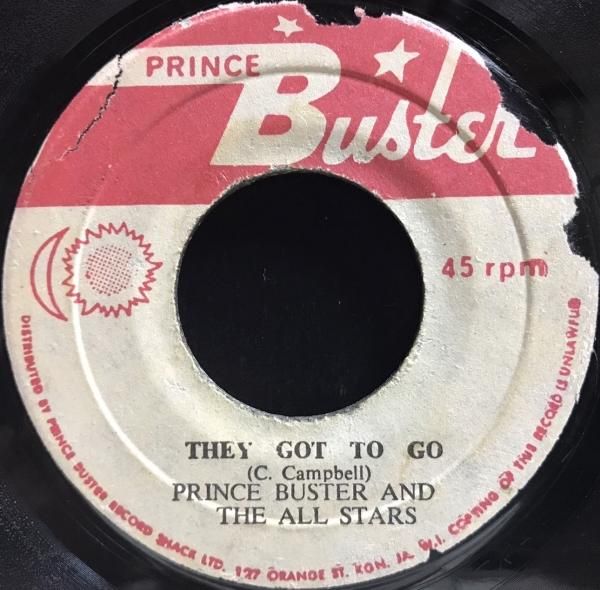 PRINCE
Buster
45 rpm
THEY GOT TO GO
(C. Campbell)
PRINCE BUSTER AND
THE ALL STARS
DISTRIBUTED BY PRINCE BUSTER RECORD SHACK LTD. 127 ORANGE ST. KGN. JA. W.I. COPYING OF THIS RECORD IS UNLAWFUL